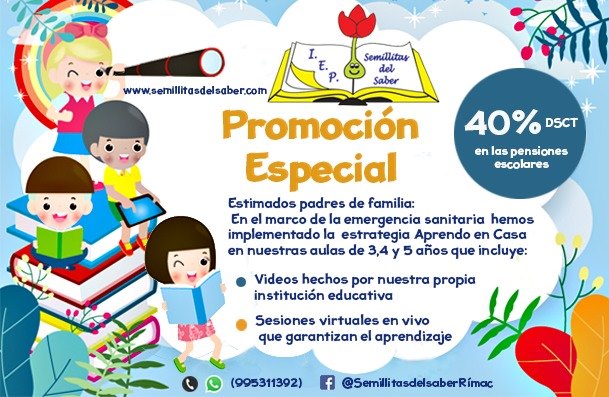 I.
E.
P.
Semillitas
del
Saber
www.semillitasdelsaber.com
Promoción
Especial
40% DSCT
en las pensiones
escolares
Estimados padres de familia:
En el marco de la emergencia sanitaria hemos
implementado la estrategia Aprendo en Casa
en nuestras aulas de 3,4 y 5 años que incluye:
Videos hechos por nuestra propia
institución educativa
Sesiones virtuales en vivo
que garantizan el aprendizaje
(995311392) @SemillitasdelsaberRímac